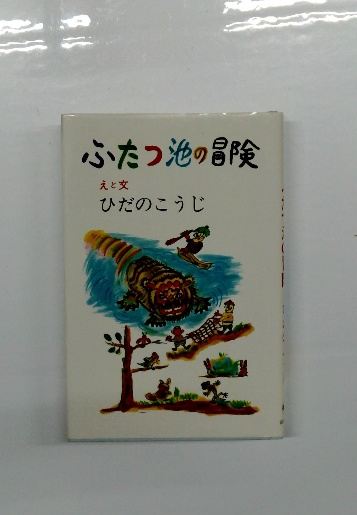 ふたつ池の冒険
えと文
ひだのこうじ